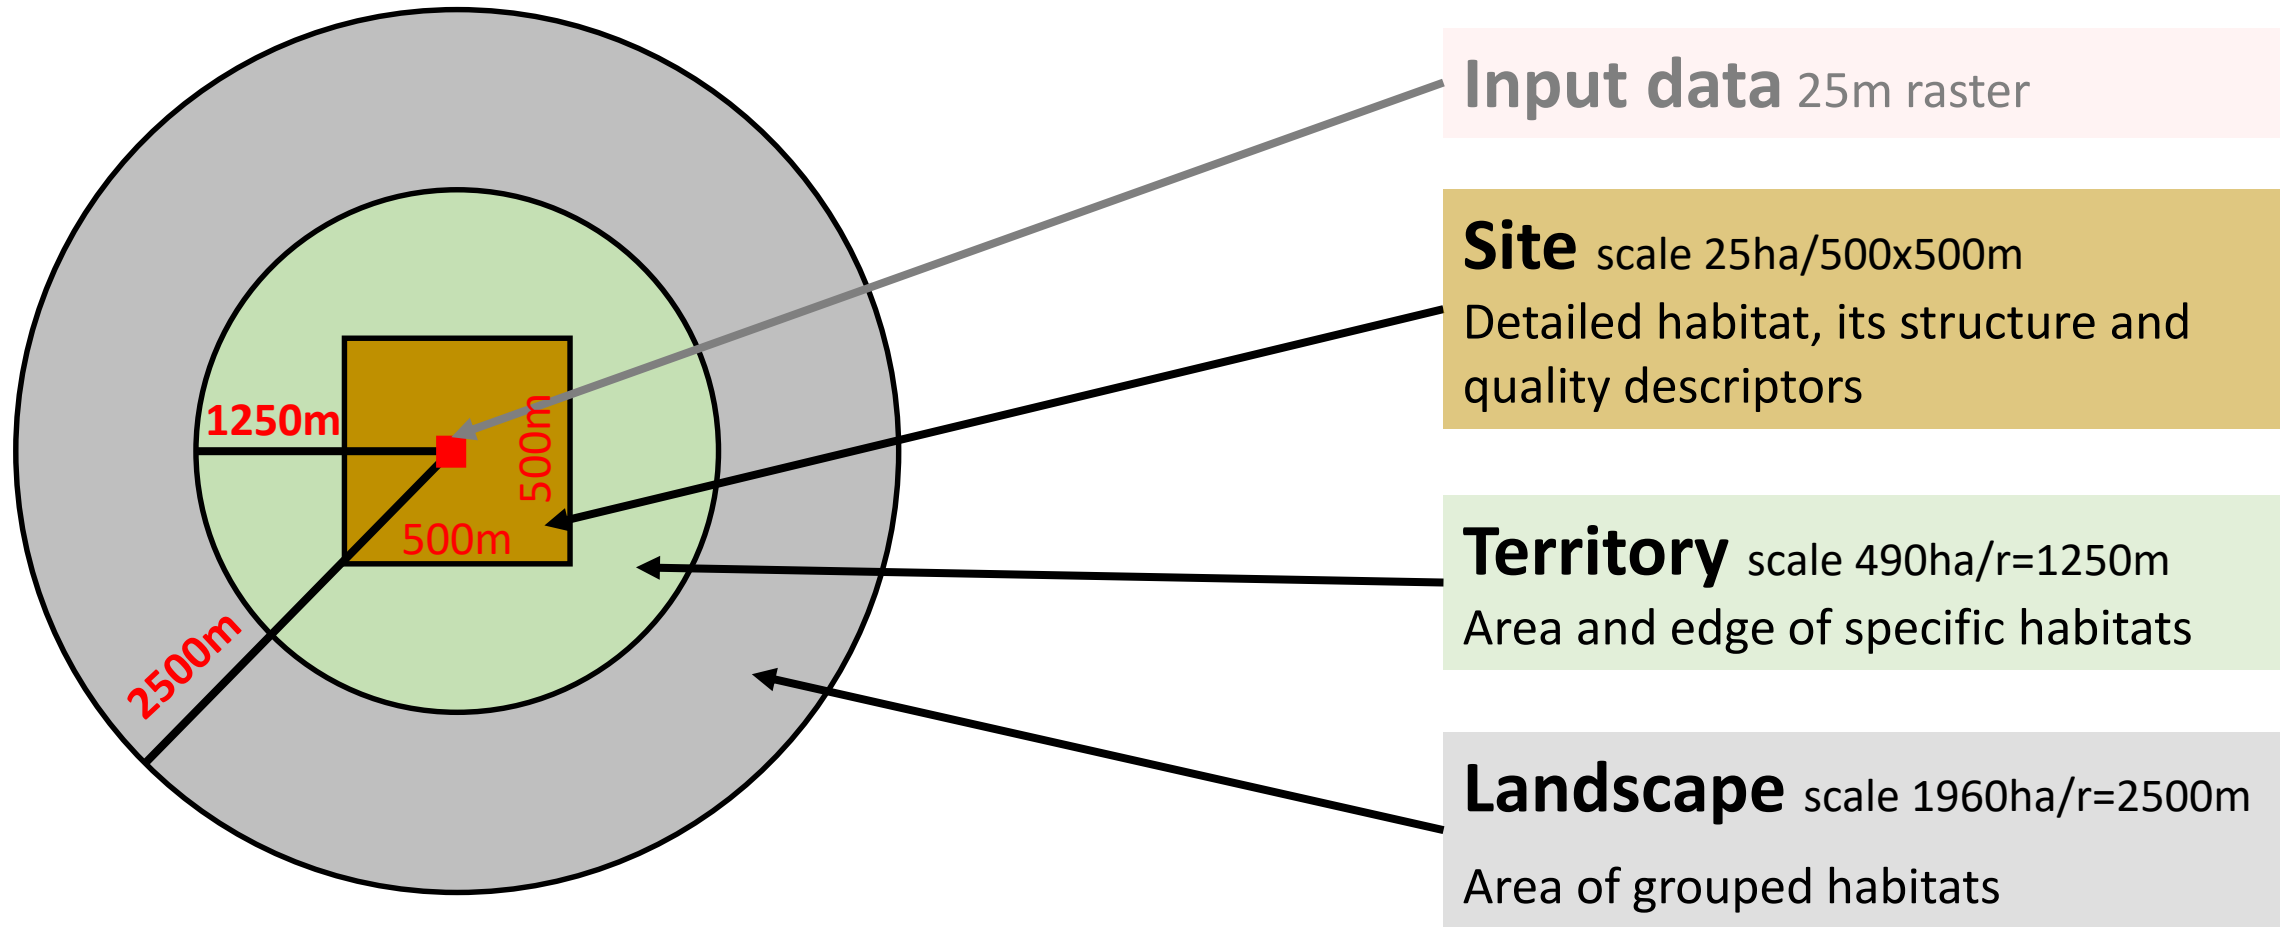 1250m
500m
500m
2500m
Input data 25m raster
Site scale 25ha/500x500m
Detailed habitat, its structure and
quality descriptors
Territory scale 490ha/r=1250m
Area and edge of specific habitats
Landscape scale 1960ha/r=2500m
Area of grouped habitats